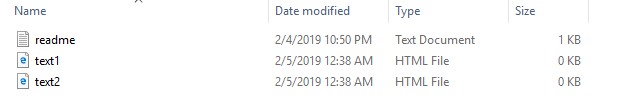 Name Date modified Type Size
readme 2/4/2019 10:50 PM Text Document 1 KB
text1 2/5/2019 12:38 AM HTML File 0 KB
text2 2/5/2019 12:38 AM HTML File 0 KB